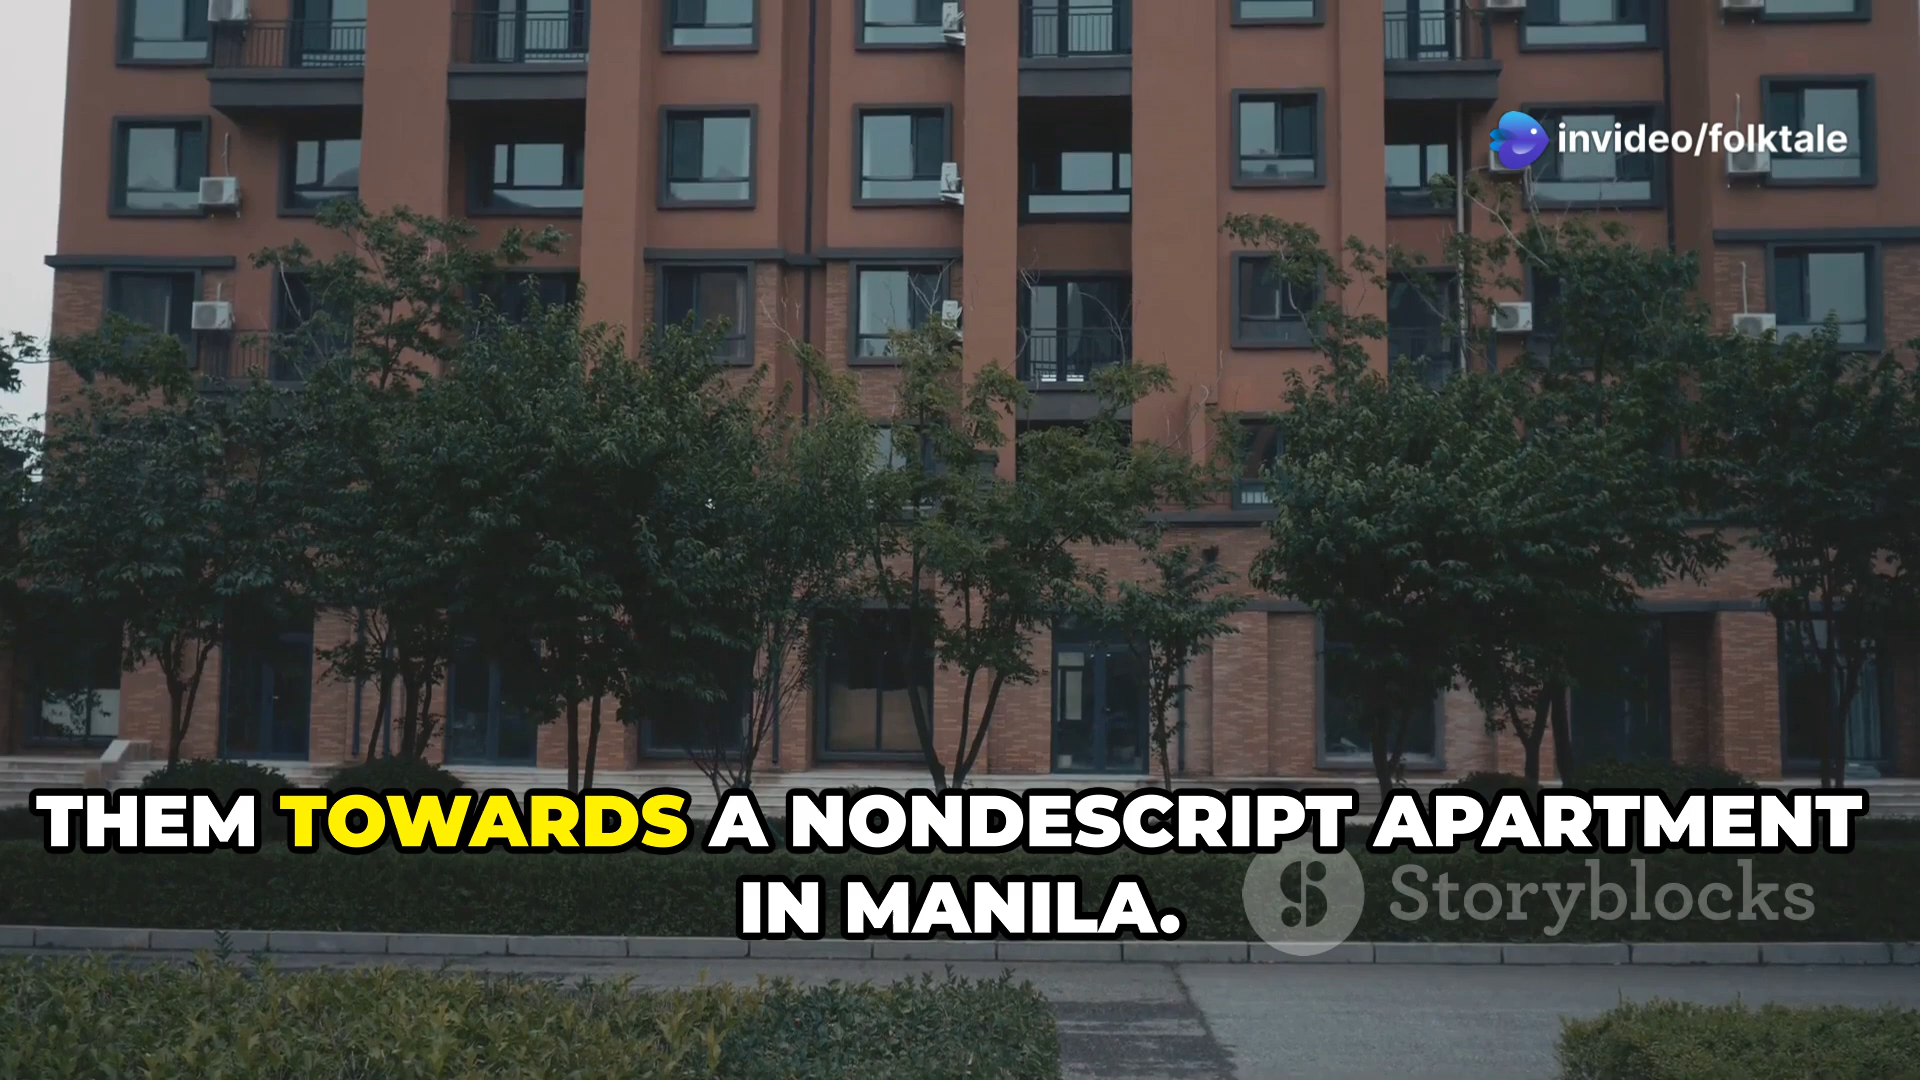 invideo/folktale
THEM TOWARDS A NONDESCRIPT APARTMENT
IN MANILA.
Storyblocks